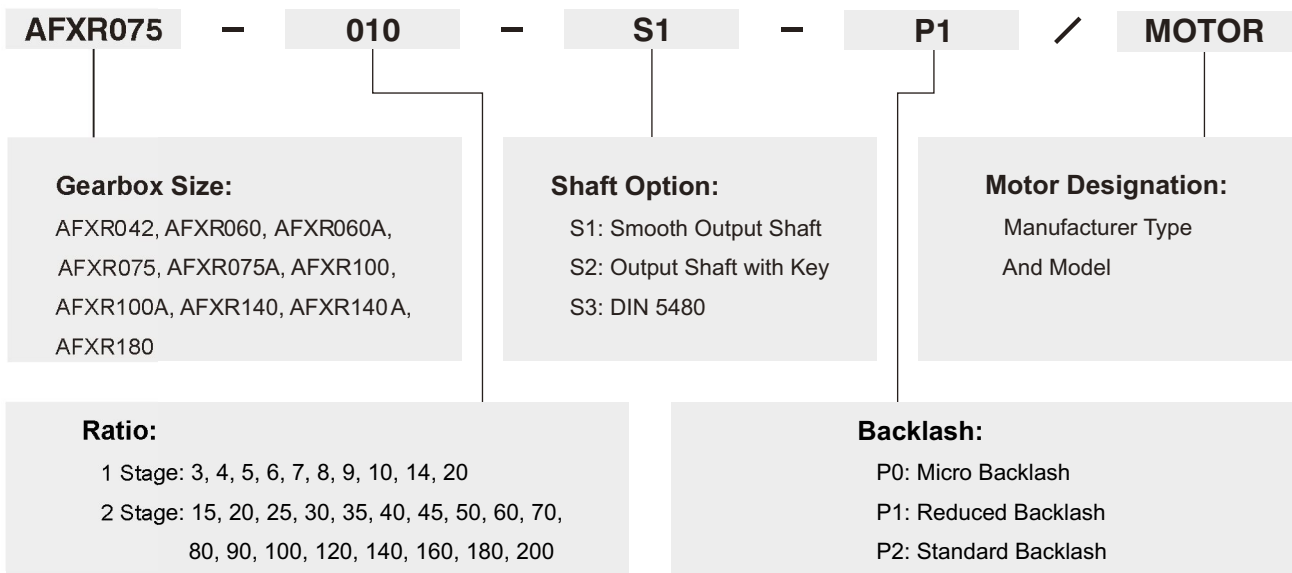 AFXR075 – 010 – S1 – P1 / MOTOR
Gearbox Size:
AFXR042, AFXR060, AFXR060A,
AFXR075, AFXR075A, AFXR100,
AFXR100A, AFXR140, AFXR140A,
AFXR180
Shaft Option:
S1: Smooth Output Shaft
S2: Output Shaft with Key
S3: DIN 5480
Motor Designation:
Manufacturer Type
And Model
Ratio:
1 Stage: 3, 4, 5, 6, 7, 8, 9, 10, 14, 20
2 Stage: 15, 20, 25, 30, 35, 40, 45, 50, 60, 70,
80, 90, 100, 120, 140, 160, 180, 200
Backlash:
P0: Micro Backlash
P1: Reduced Backlash
P2: Standard Backlash